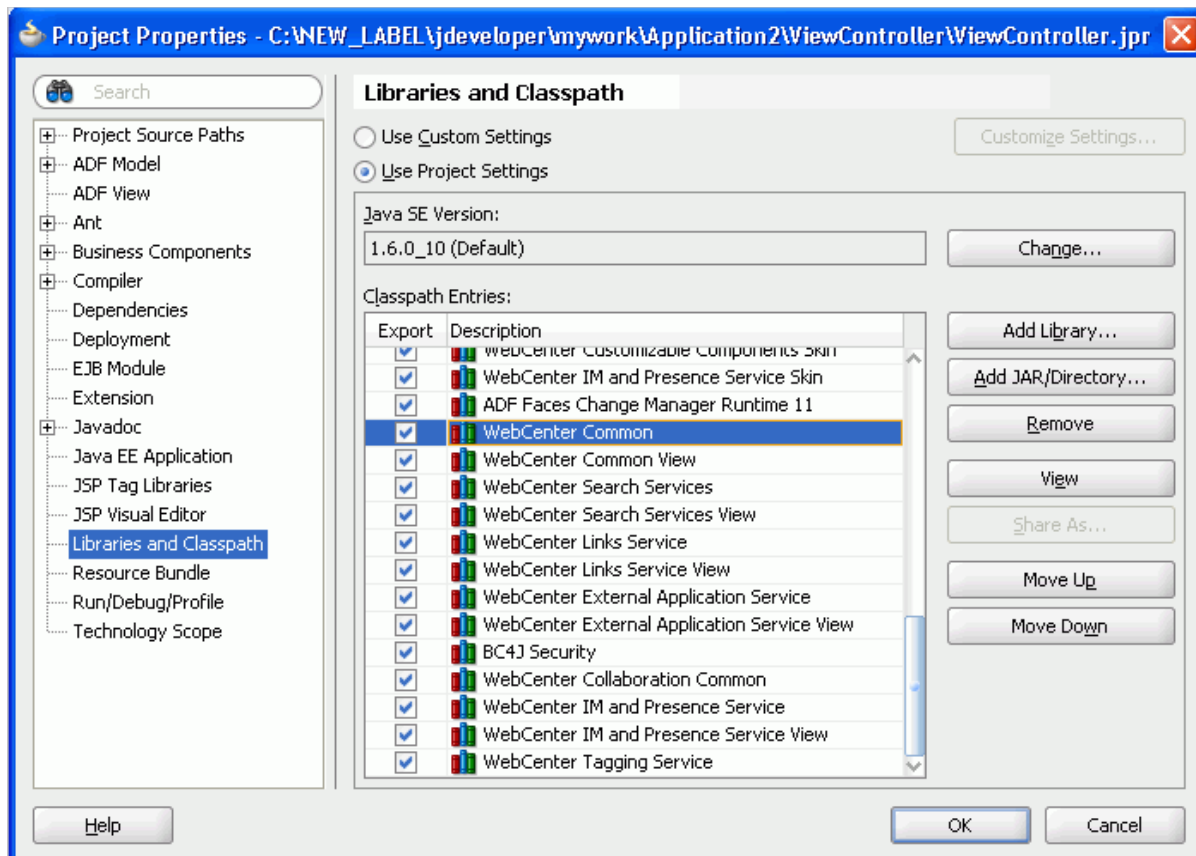 Project Properties - C:\NEW_LABEL\jdeveloper\mywork\Application2\ViewController\ViewController.jpr
Search
Project Source Paths
ADF Model
ADF View
Ant
Business Components
Compiler
Dependencies
Deployment
EJB Module
Extension
Javadoc
Java EE Application
JSP Tag Libraries
JSP Visual Editor
Libraries and Classpath
Resource Bundle
Run/Debug/Profile
Technology Scope
Libraries and Classpath
Use Custom Settings
Customize Settings...
Use Project Settings
Java SE Version:
1.6.0_10 (Default)
Change...
Classpath Entries:
Export Description
WebCenter Customizable Components Skin
WebCenter IM and Presence Service Skin
ADF Faces Change Manager Runtime 11
WebCenter Common
WebCenter Common View
WebCenter Search Services
WebCenter Search Services View
WebCenter Links Service
WebCenter Links Service View
WebCenter External Application Service
WebCenter External Application Service View
BC4J Security
WebCenter Collaboration Common
WebCenter IM and Presence Service
WebCenter IM and Presence Service View
WebCenter Tagging Service
Add Library...
Add JAR/Directory...
Remove
View
Share As...
Move Up
Move Down
Help
OK
Cancel